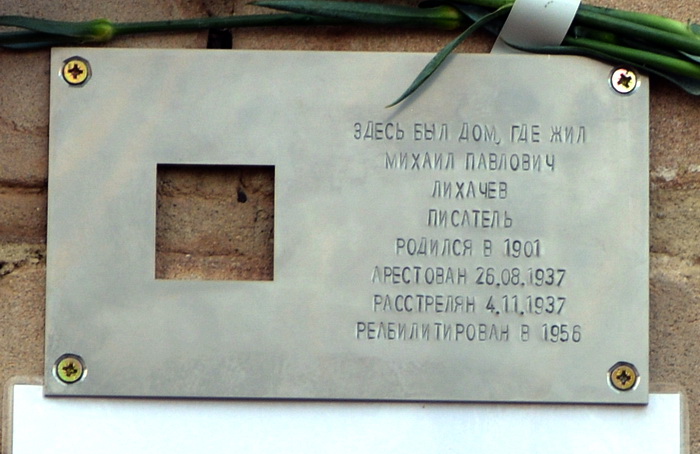 ЗДЕСЬ БЫЛ ДОМ, ГДЕ ЖИЛ
МИХАИЛ ПАВЛОВИЧ
ЛИХАЧЕВ
ПИСАТЕЛЬ
РОДИЛСЯ В 1901
АРЕСТОВАН 26.08.1937
РАССТРЕЛЯН 4.11.1937
РЕАБИЛИТИРОВАН В 1956